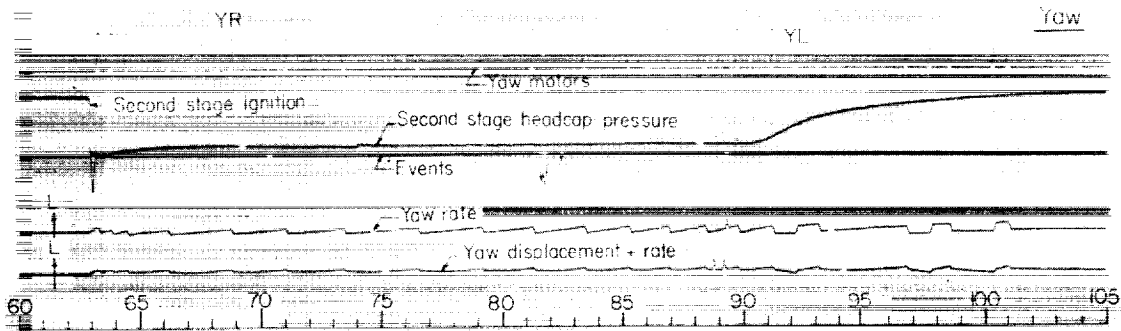 YR
YL
Yaw
Yaw motors
Second stage ignition
Second stage headcap pressure
Events
L
Yaw rate
L
Yaw displacement + rate
60 65 70 75 80 85 90 95 100 105